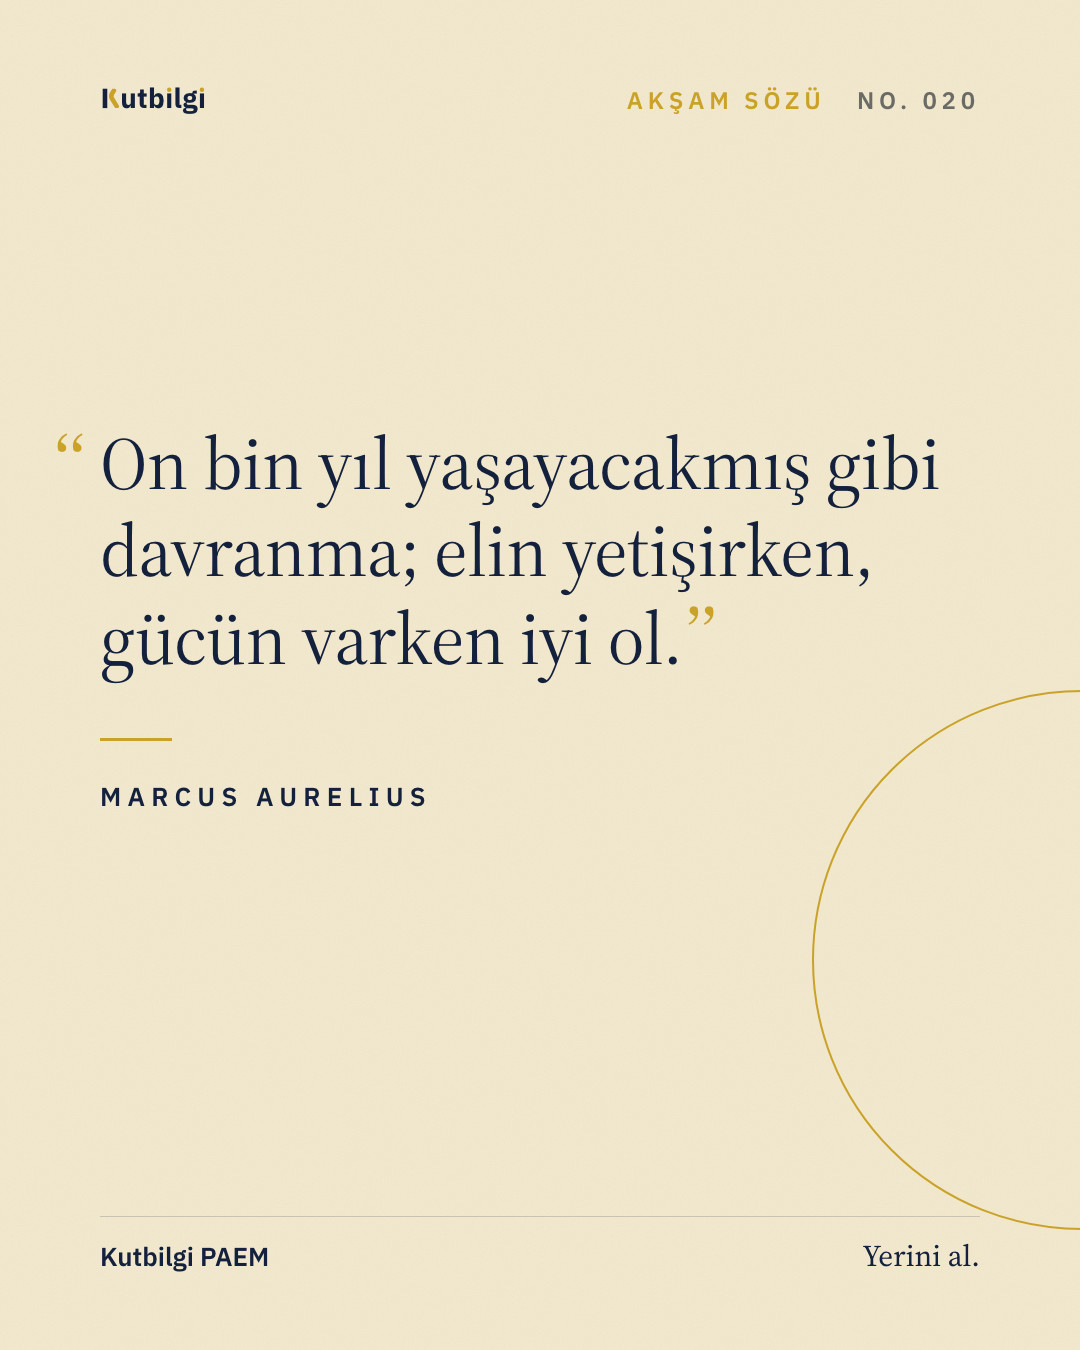 Kutbilgi
AKŞAM SÖZÜ NO. 020
“On bin yıl yaşayacakmış gibi
davranma; elin yetişirken,
gücün varken iyi ol.”
MARCUS AURELIUS
Kutbilgi PAEM
Yerini al.